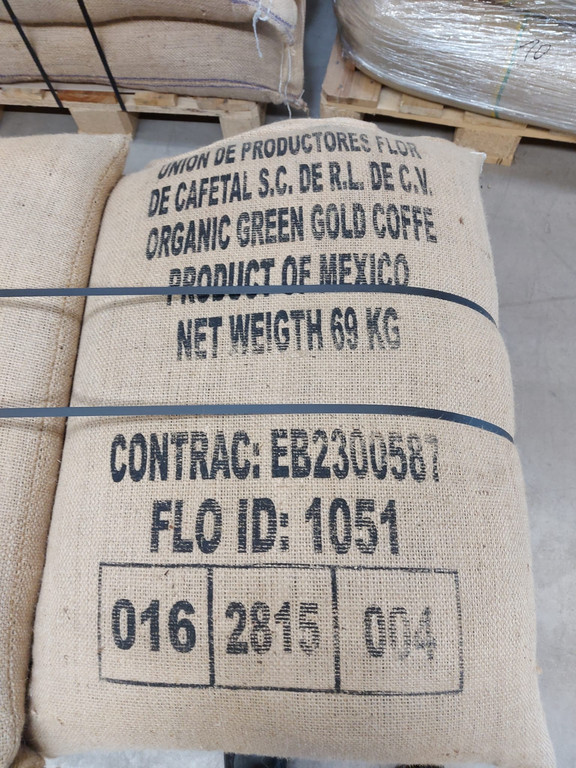 UNION DE PRODUCTORES FLOR
DE CAFETAL S.C. DE R.L. DE C.V.
ORGANIC GREEN GOLD COFFE
PRODUCT OF MEXICO
NET WEIGTH 69 KG
CONTRAC: EB2300587
FLO ID: 1051
016 2815 004